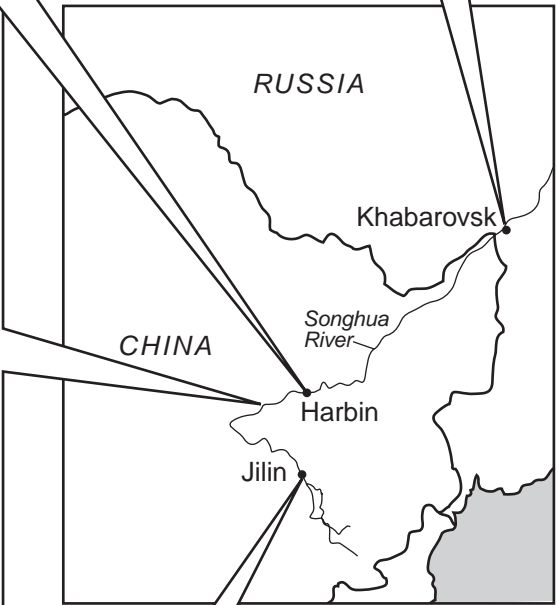 RUSSIA
Khabarovsk
Songhua
River
CHINA
Harbin
Jilin